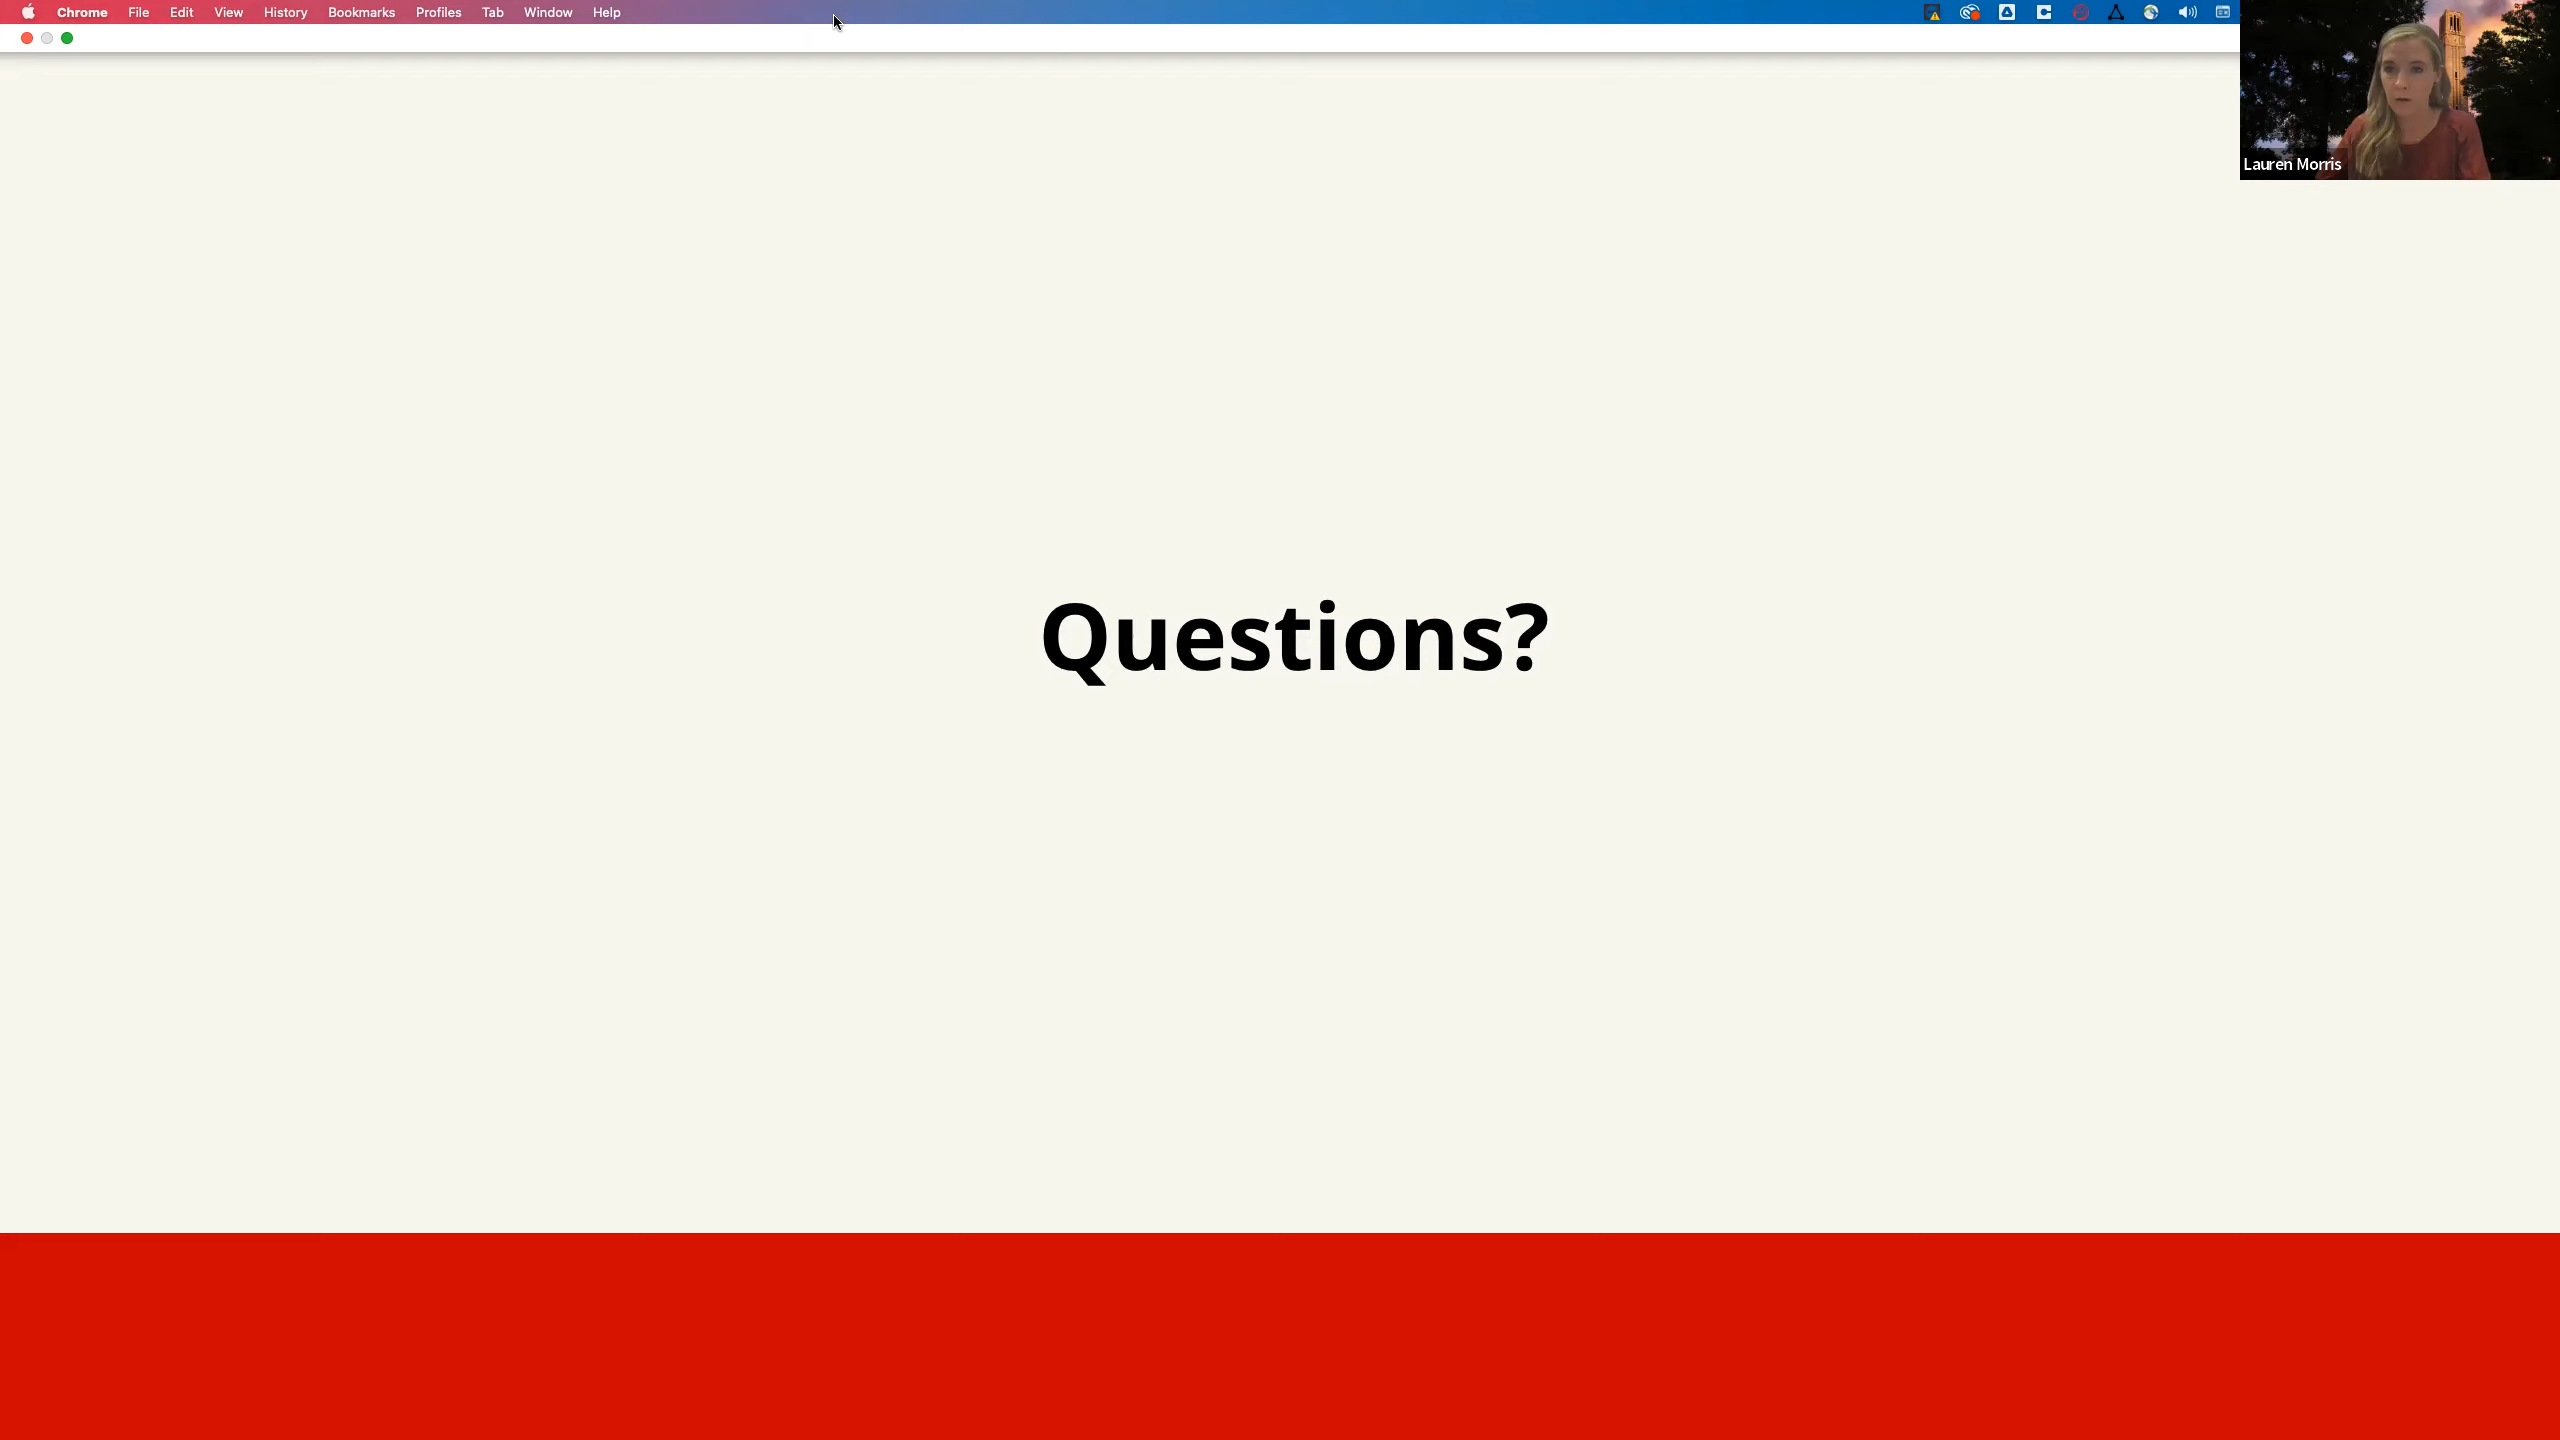 Chrome File Edit View History Bookmarks Profiles Tab Window Help
Lauren Morris
Questions?